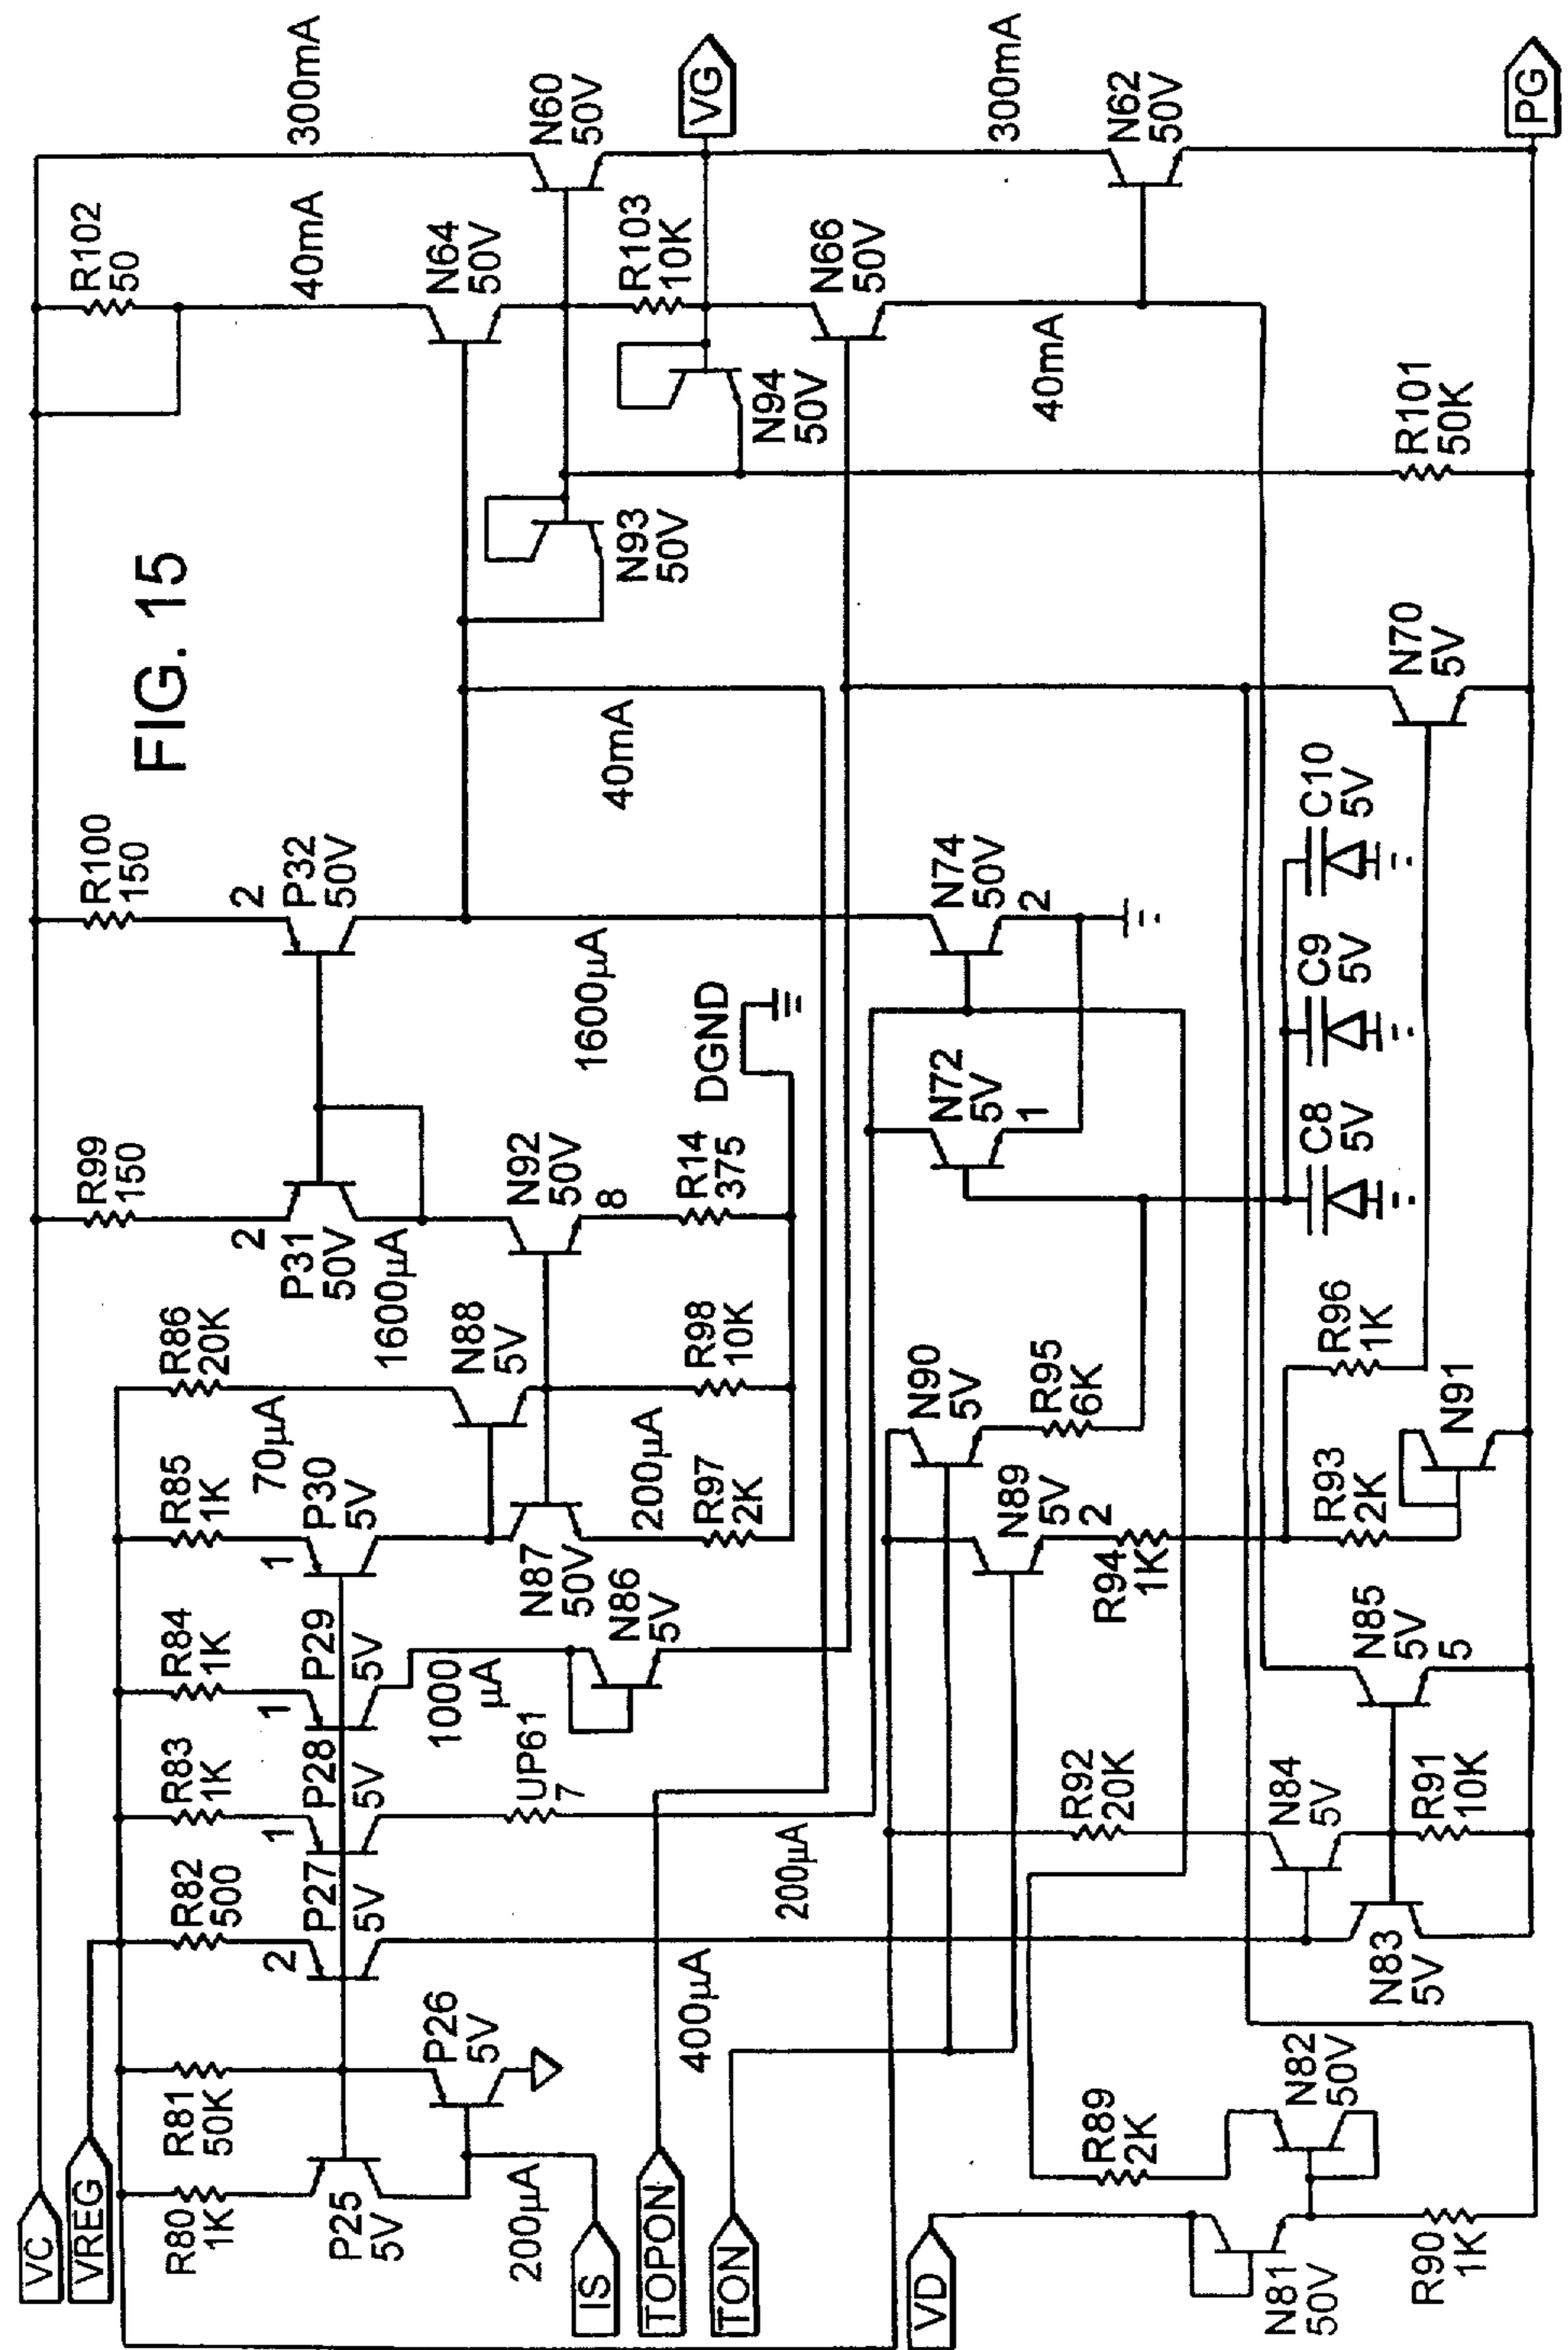 FIG. 15
VC
VREG
R80
1K
R81
50K
P25
5V
P26
5V
200µA
IS
TOPON
TON
VD
R82
500
2
P27
5V
R83
1K
1
P28
5V
R84
1K
1
P29
5V
R85
1K
1
P30
5V
R86
20K
70µA
N88
5V
1000
µA
UP61
7
N86
5V
N87
50V
200µA
R97
2K
R98
10K
R99
150
2
P31
50V
1600µA
N92
50V
8
R14
375
DGND
R100
150
2
P32
50V
1600µA
40mA
R102
50
40mA
N64
50V
300mA
N60
50V
N93
50V
R103
10K
N94
50V
VG
N66
50V
40mA
300mA
N62
50V
R101
50K
PG
N70
5V
N74
50V
2
N72
5V
1
C8
5V
C9
5V
C10
5V
R96
1K
N90
5V
R95
6K
N89
5V
2
R94
1K
R93
2K
N91
N85
5V
5
R92
20K
N84
5V
R91
10K
N83
5V
200µA
400µA
R89
2K
N82
50V
N81
50V
R90
1K